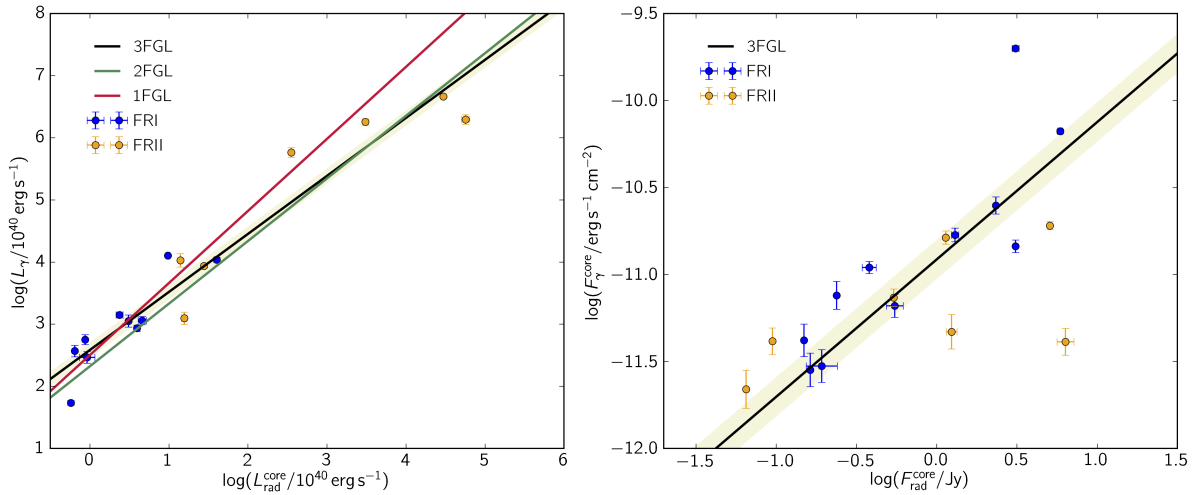 8
7
6
5
4
3
2
1
log(L_γ/10^40 erg s^−1)
3FGL
2FGL
1FGL
FRI
FRII
0 1 2 3 4 5 6
log(L_rad^core/10^40 erg s^−1)
−9.5
−10.0
−10.5
−11.0
−11.5
−12.0
log(F_γ^core/erg s^−1 cm^−2)
3FGL
FRI
FRII
−1.5 −1.0 −0.5 0.0 0.5 1.0 1.5
log(F_rad^core/Jy)